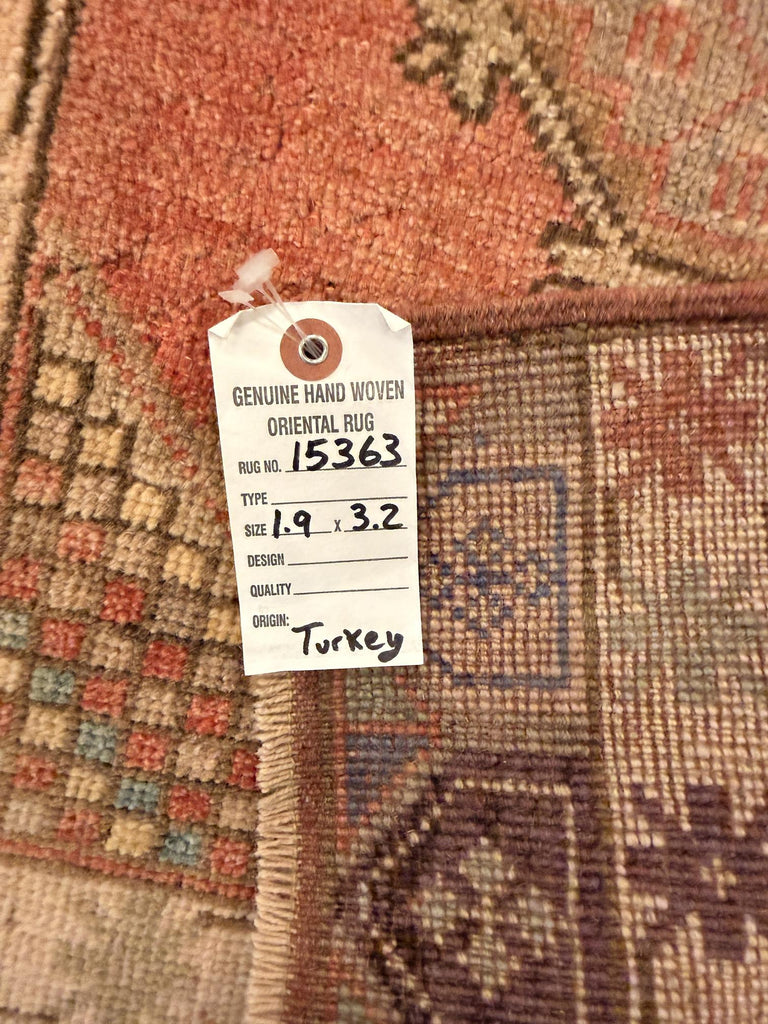 GENUINE HAND WOVEN
ORIENTAL RUG
RUG NO. 15363
TYPE
SIZE 1.9 X 3.2
DESIGN
QUALITY
ORIGIN: Turkey